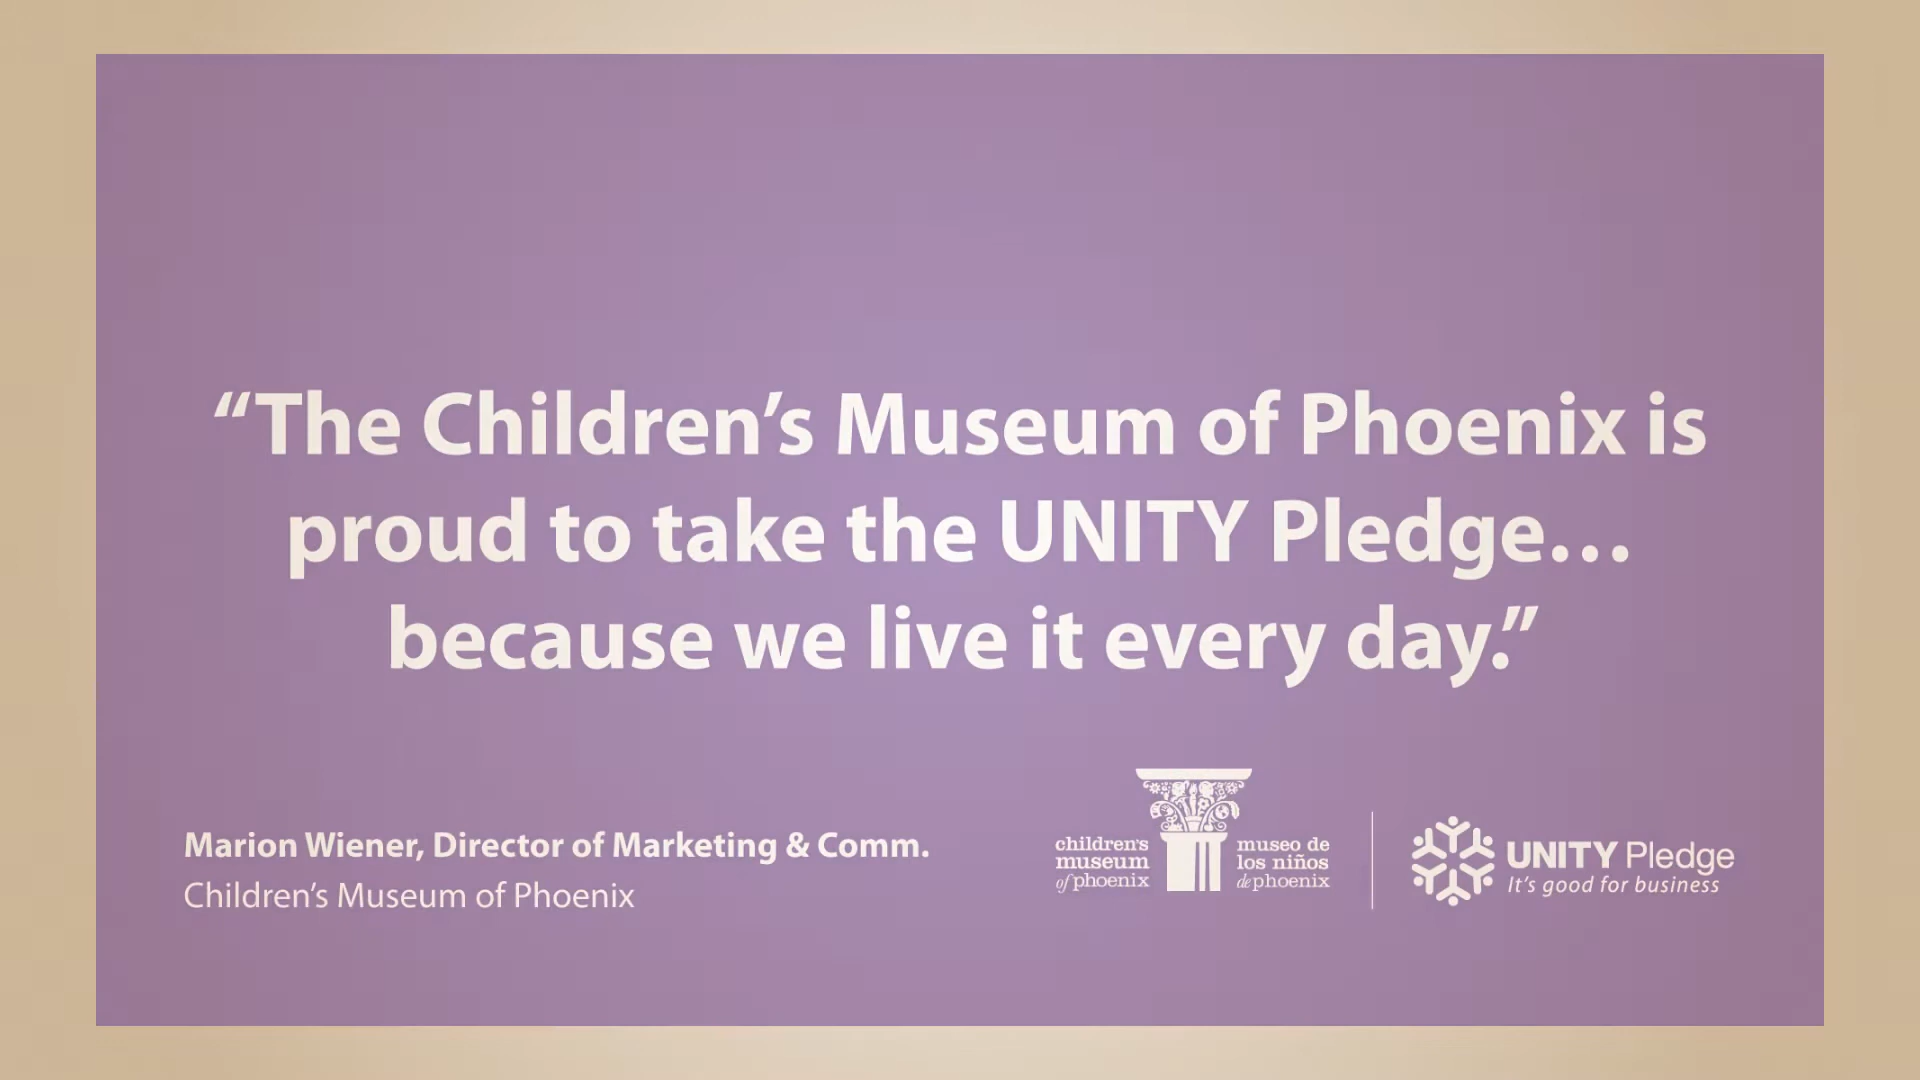 “The Children’s Museum of Phoenix is
proud to take the UNITY Pledge…
because we live it every day.”
Marion Wiener, Director of Marketing & Comm.
Children’s Museum of Phoenix
children's
museum
of phoenix
museo de
los niños
de phoenix
UNITY Pledge
It's good for business